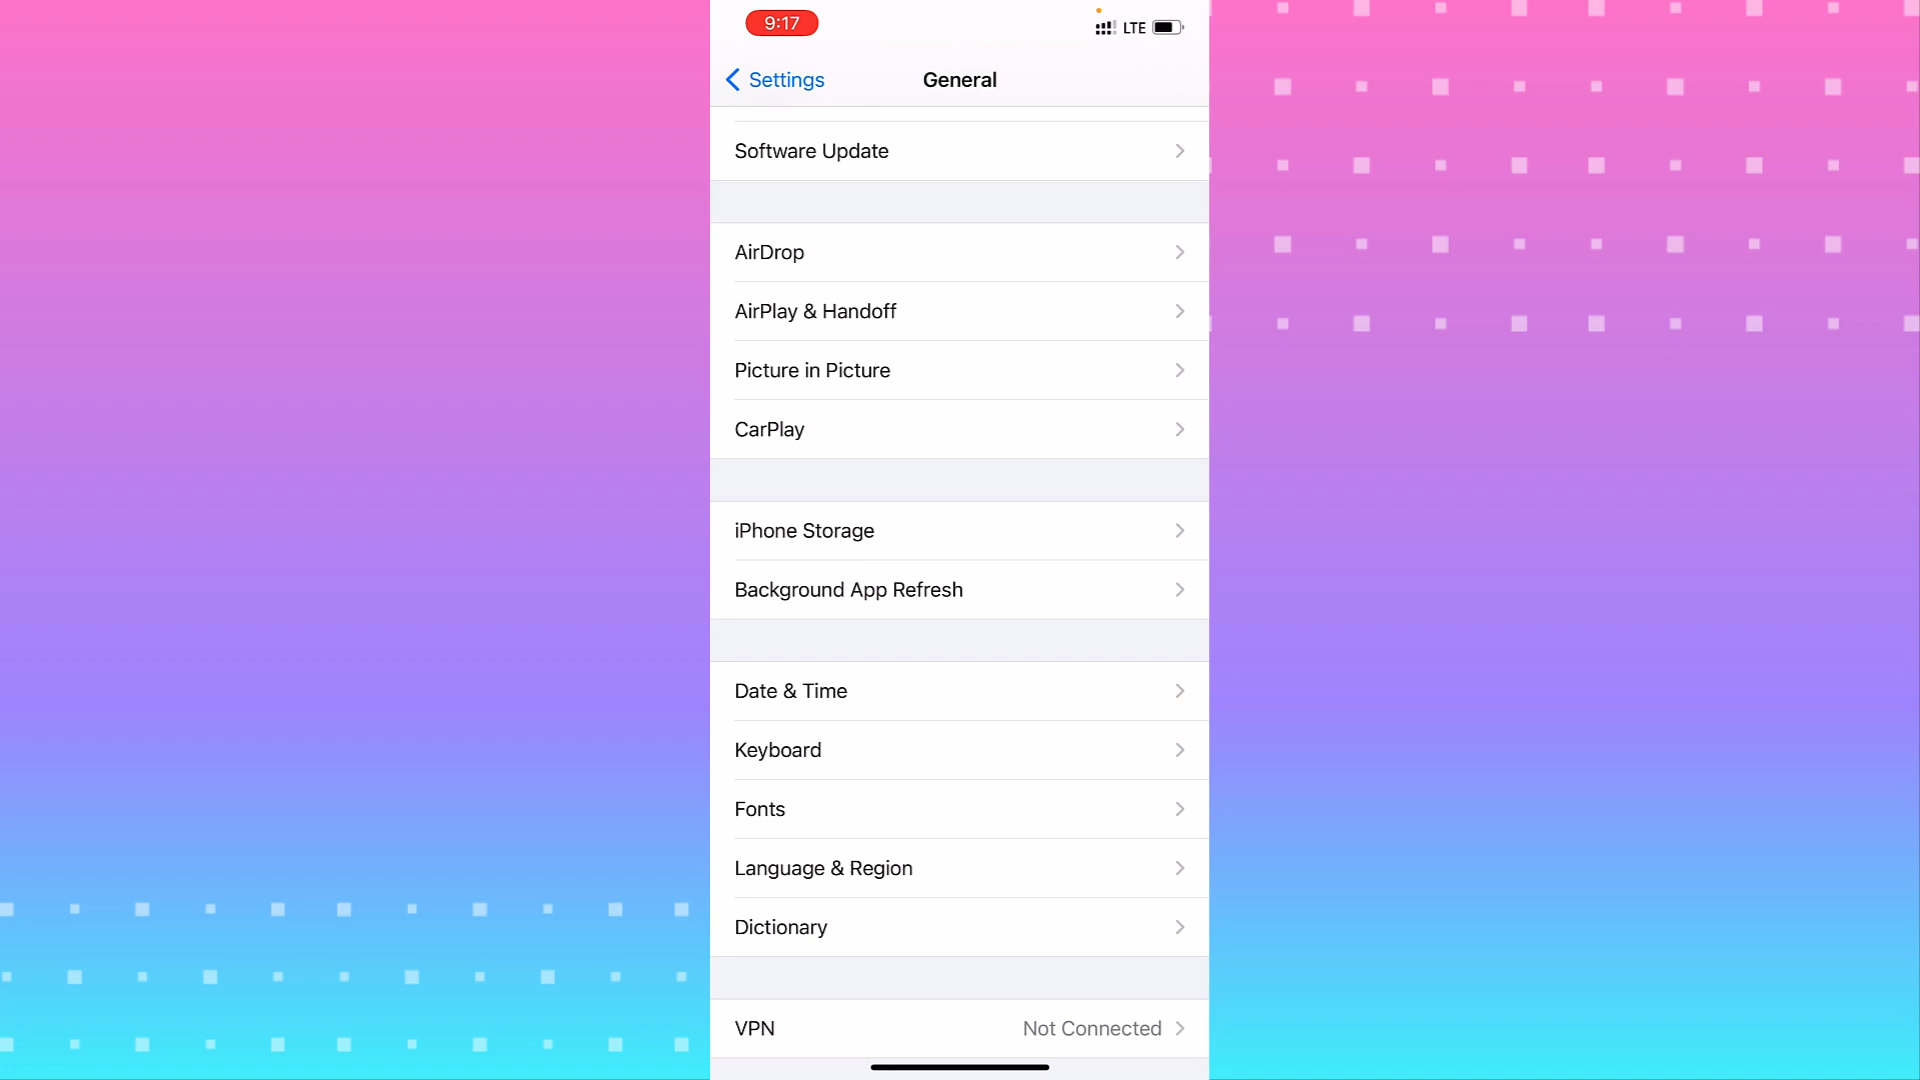 9:17
LTE
Settings
General
Software Update
AirDrop
AirPlay & Handoff
Picture in Picture
CarPlay
iPhone Storage
Background App Refresh
Date & Time
Keyboard
Fonts
Language & Region
Dictionary
VPN Not Connected